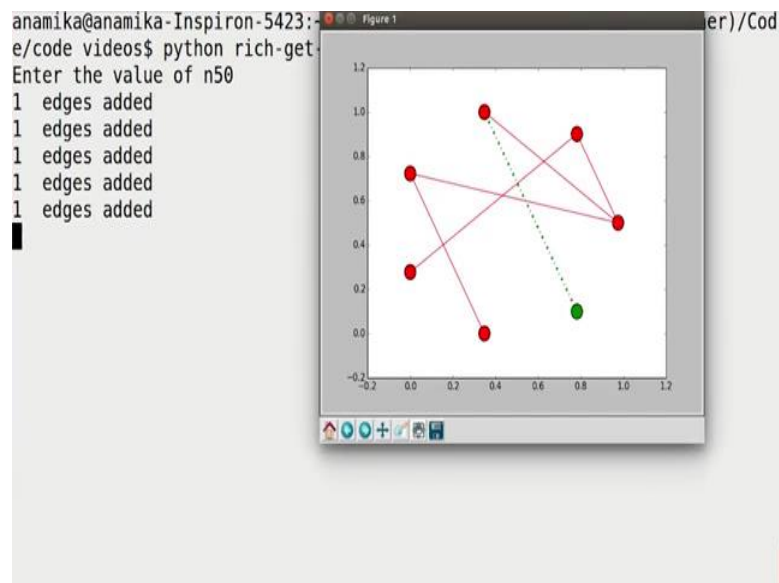 anamika@anamika-Inspiron-5423:~ er)/Cod
e/code videos$ python rich-get-
Enter the value of n50
1 edges added
1 edges added
1 edges added
1 edges added
1 edges added
Figure 1
1.2
1.0
0.8
0.6
0.4
0.2
0.0
-0.2
-0.2 0.0 0.2 0.4 0.6 0.8 1.0 1.2